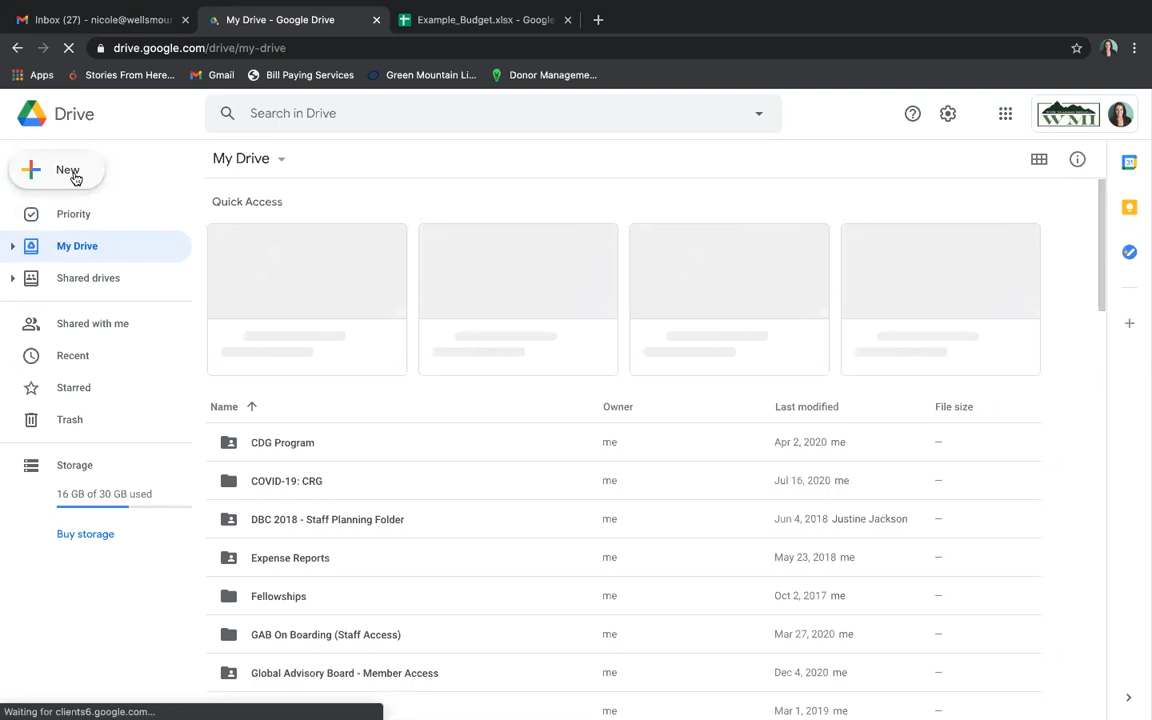 Inbox (27) - nicole@wellsmour
My Drive - Google Drive
Example_Budget.xlsx - Google
drive.google.com/drive/my-drive
Apps
Stories From Here...
Gmail
Bill Paying Services
Green Mountain Li...
Donor Manageme...
Drive
Search in Drive
WMI
New
My Drive
Priority
Quick Access
My Drive
Shared drives
Shared with me
Recent
Starred
Trash
Storage
16 GB of 30 GB used
Buy storage
Name
Owner
Last modified
File size
CDG Program me Apr 2, 2020 me —
COVID-19: CRG me Jul 16, 2020 me —
DBC 2018 - Staff Planning Folder me Jun 4, 2018 Justine Jackson —
Expense Reports me May 23, 2018 me —
Fellowships me Oct 2, 2017 me —
GAB On Boarding (Staff Access) me Mar 27, 2020 me —
Global Advisory Board - Member Access me Dec 4, 2020 me —
me Mar 1, 2019 me —
Waiting for clients6.google.com...
31